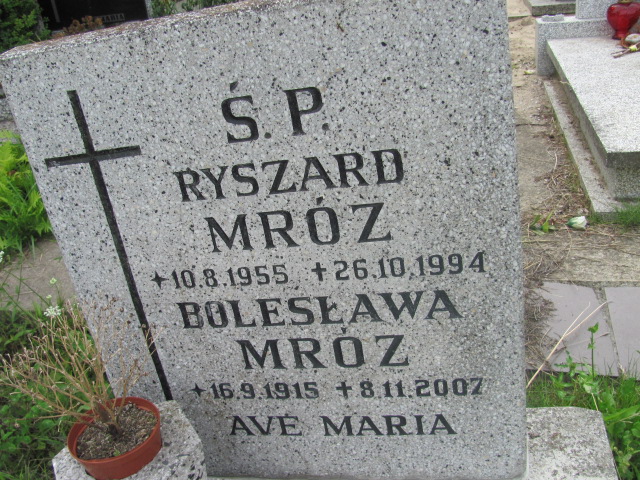 Ś.P.
RYSZARD
MRÓZ
+10.8.1955 +26.10.1994
BOLESŁAWA
MRÓZ
+16.9.1915 +8.11.2007
AVE MARIA